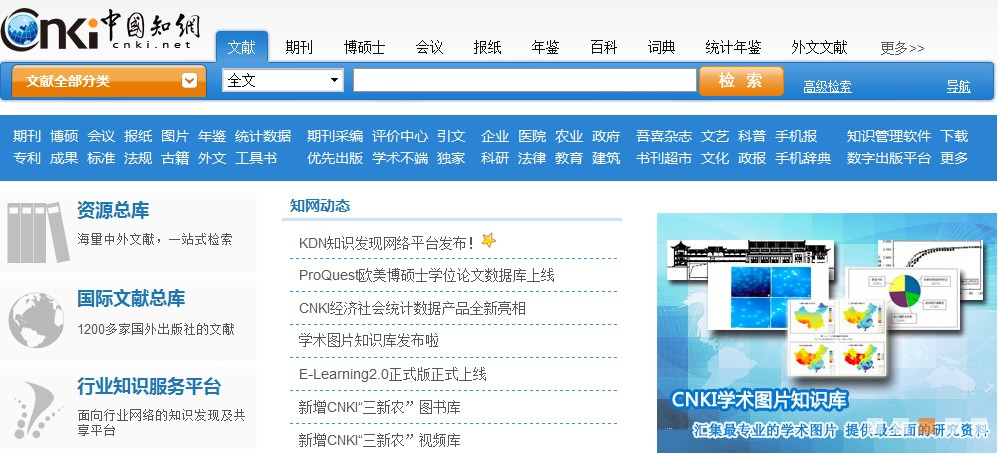 Cnki 中國知網
cnki.net
文献 期刊 博硕士 会议 报纸 年鉴 百科 词典 统计年鉴 外文文献 更多>>
文献全部分类 全文 检 索 高级检索 导航
期刊 博硕 会议 报纸 图片 年鉴 统计数据 期刊采编 评价中心 引文 企业 医院 农业 政府 吾喜杂志 文艺 科普 手机报 知识管理软件 下载
专利 成果 标准 法规 古籍 外文 工具书 优先出版 学术不端 独家 科研 法律 教育 建筑 书刊超市 文化 政报 手机辞典 数字出版平台 更多
资源总库
海量中外文献，一站式检索
国际文献总库
1200多家国外出版社的文献
行业知识服务平台
面向行业网络的知识发现及共
享平台
知网动态
KDN知识发现网络平台发布！
ProQuest欧美博硕士学位论文数据库上线
CNKI经济社会统计数据产品全新亮相
学术图片知识库发布啦
E-Learning2.0正式版正式上线
新增CNKI“三新农”图书库
新增CNKI“三新农”视频库
CNKI学术图片知识库
汇集最专业的学术图片 提供最全面的研究资料